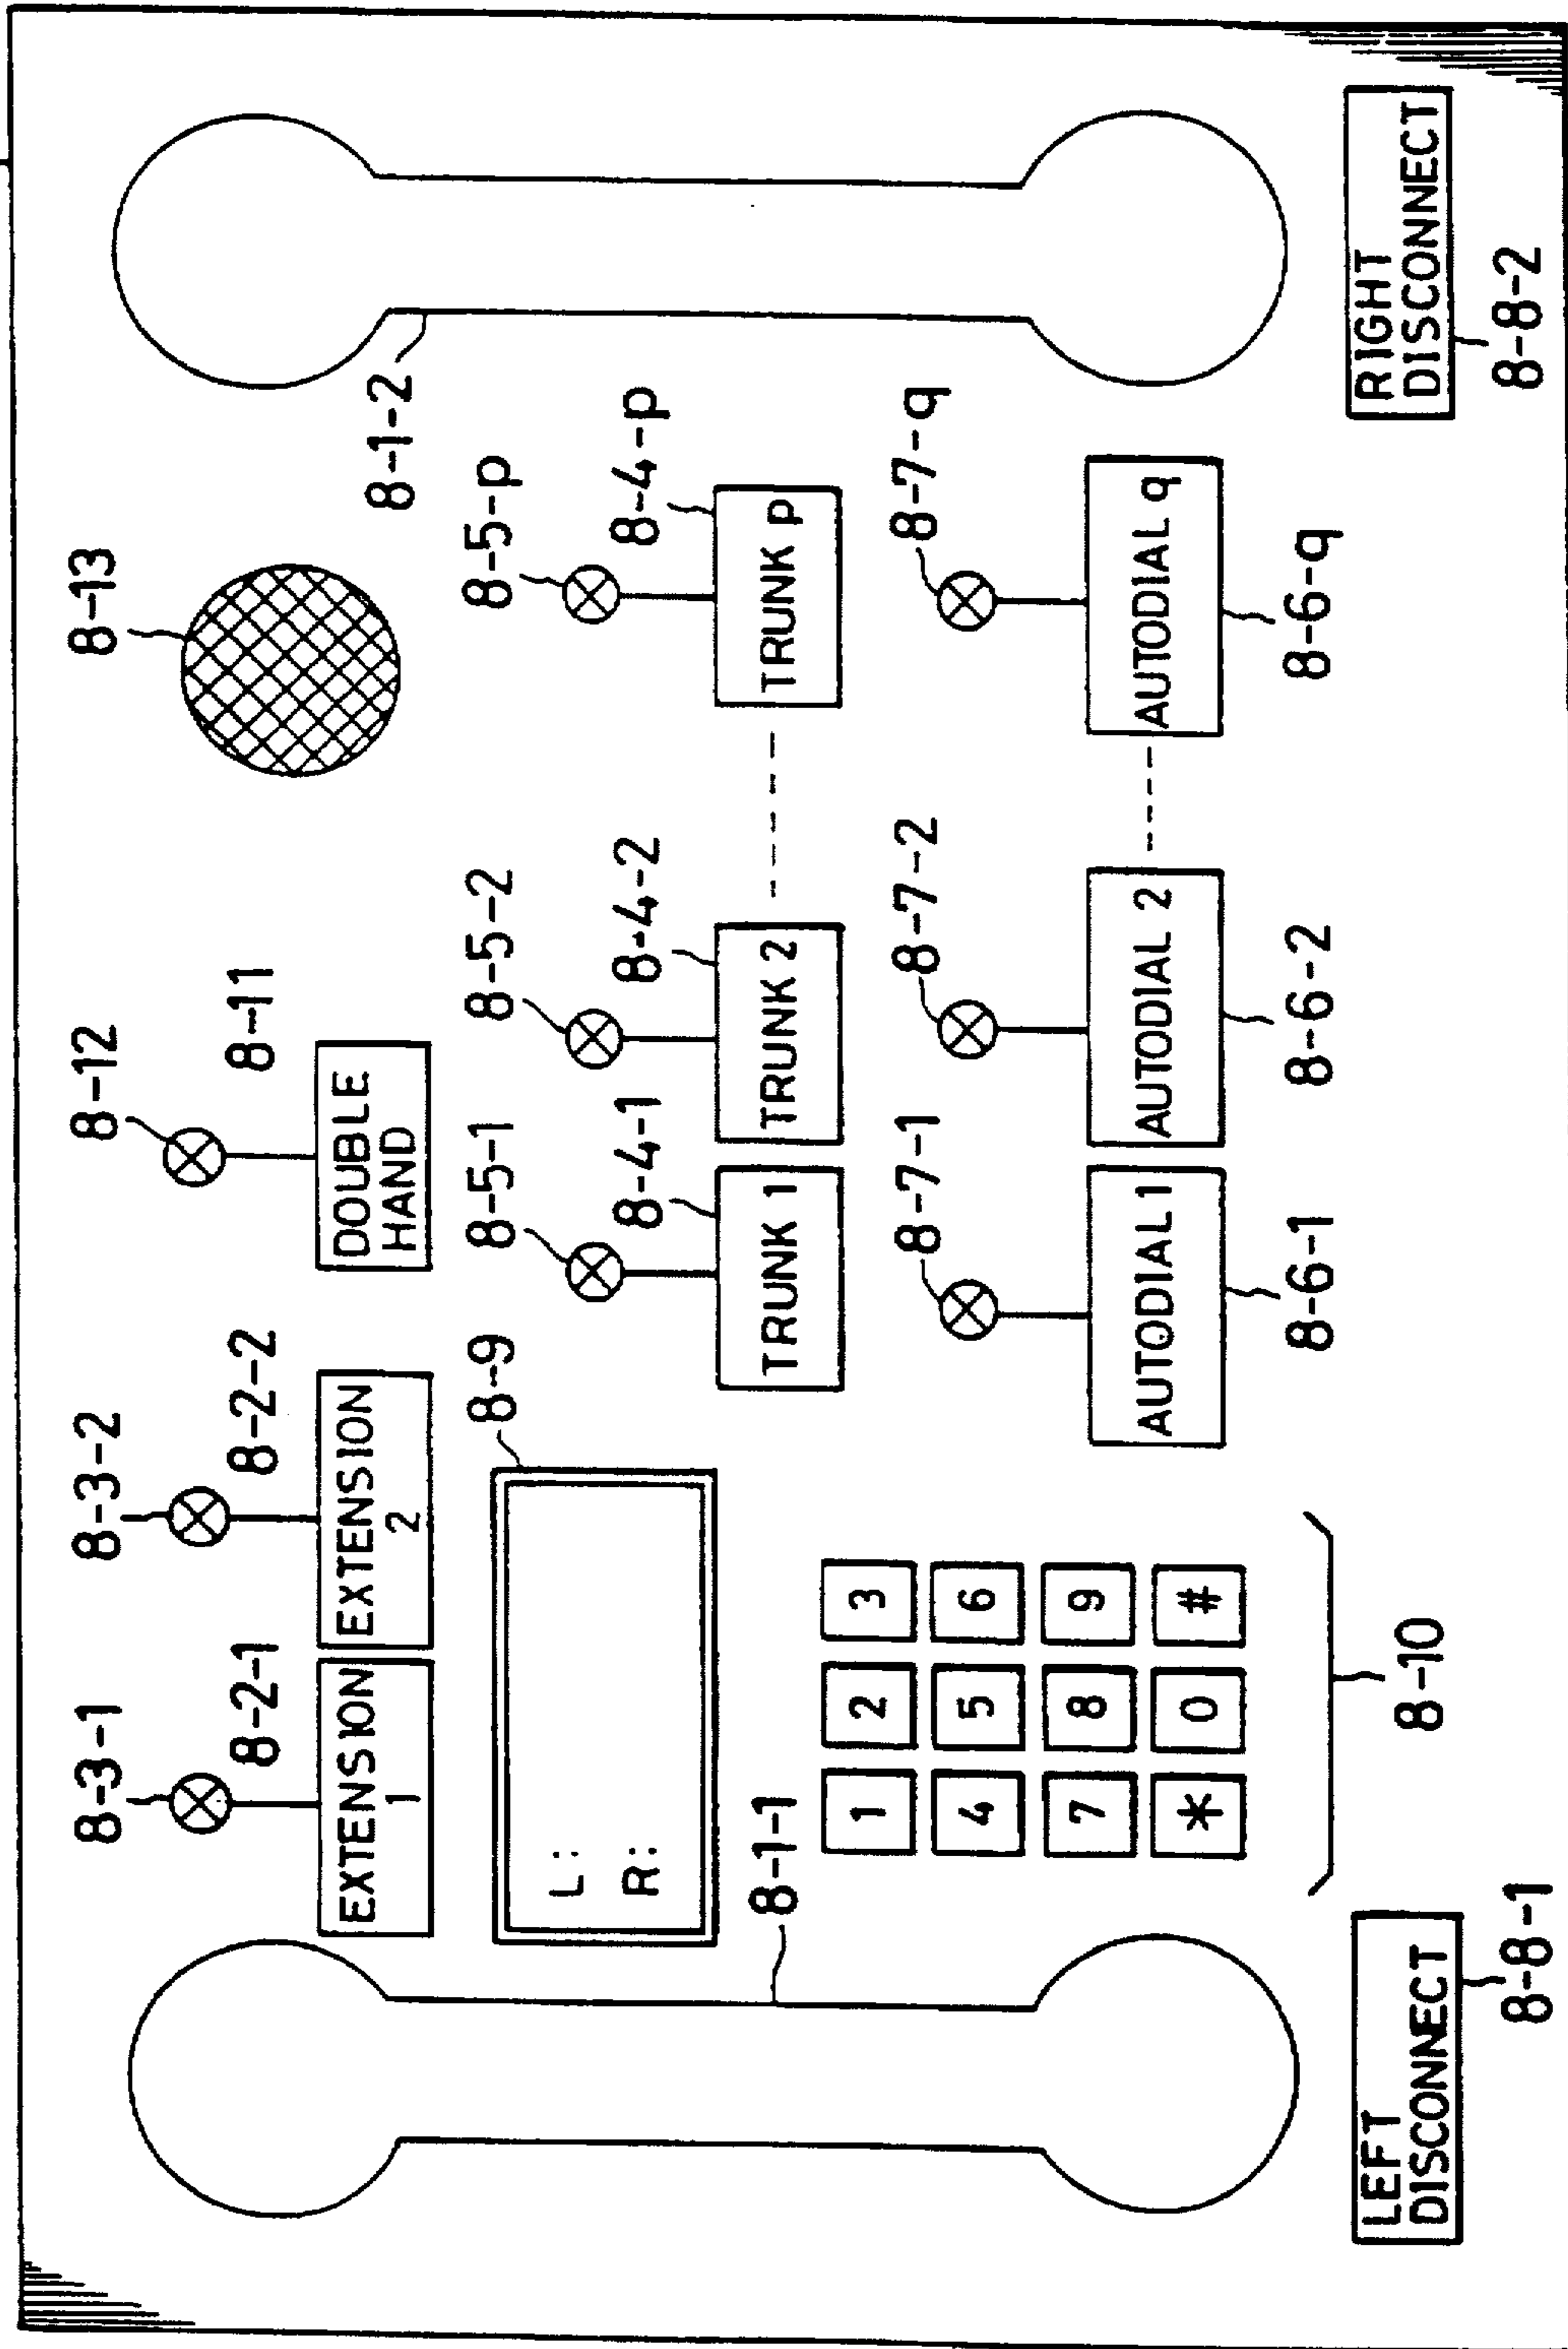 8-3-1
8-3-2
8-12
8-13
8-2-1
8-2-2
8-11
EXTENSION
1
EXTENSION
2
DOUBLE
HAND
8-1-2
8-9
L:
R:
8-5-1
8-5-2
8-5-p
8-4-1
8-4-2
8-4-p
TRUNK 1
TRUNK 2
TRUNK p
8-1-1
1
2
3
4
5
6
7
8
9
*
0
#
8-10
8-7-1
8-7-2
8-7-q
AUTODIAL 1
AUTODIAL 2
AUTODIAL q
8-6-1
8-6-2
8-6-q
LEFT
DISCONNECT
8-8-1
RIGHT
DISCONNECT
8-8-2